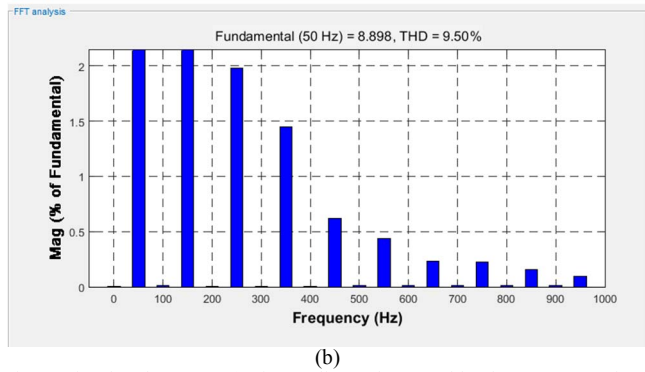 FFT analysis
Fundamental (50 Hz) = 8.898, THD = 9.50%
2
1.5
1
0.5
0
Mag (% of Fundamental)
0 100 200 300 400 500 600 700 800 900 1000
Frequency (Hz)
(b)